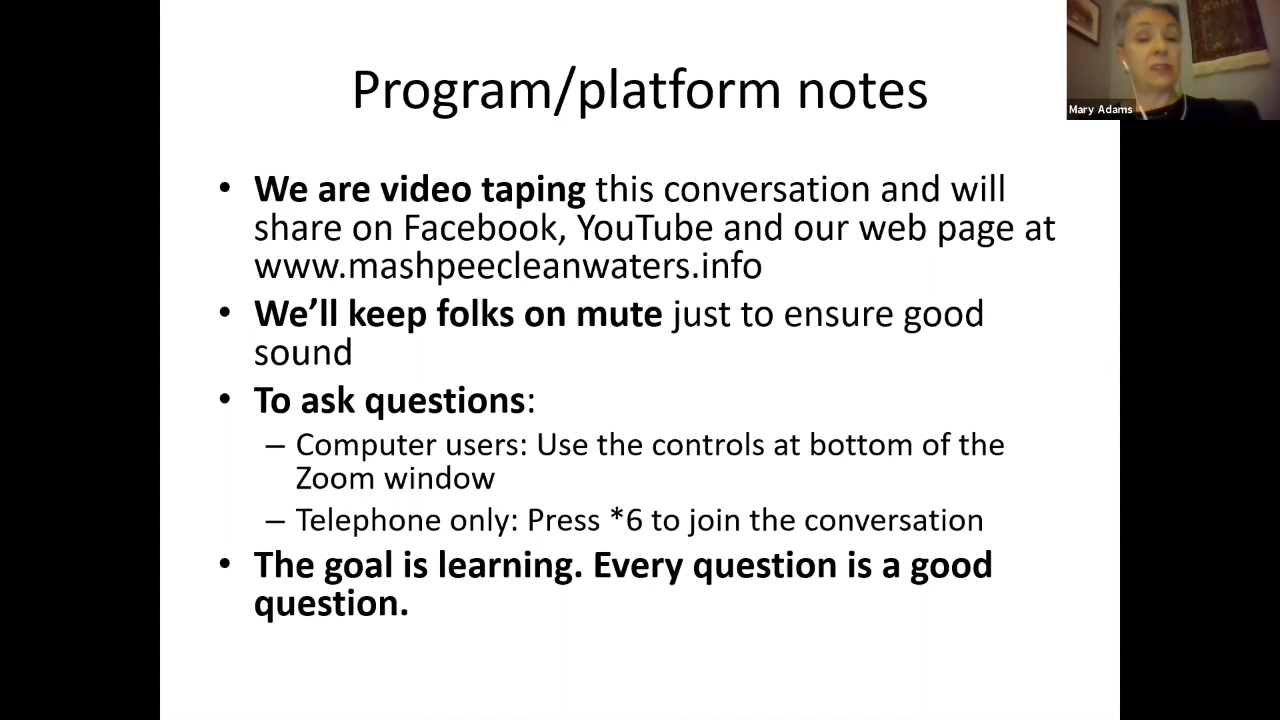 Program/platform notes
Mary Adams
• We are video taping this conversation and will
share on Facebook, YouTube and our web page at
www.mashpeecleanwaters.info
• We’ll keep folks on mute just to ensure good
sound
• To ask questions:
– Computer users: Use the controls at bottom of the
Zoom window
– Telephone only: Press *6 to join the conversation
• The goal is learning. Every question is a good
question.